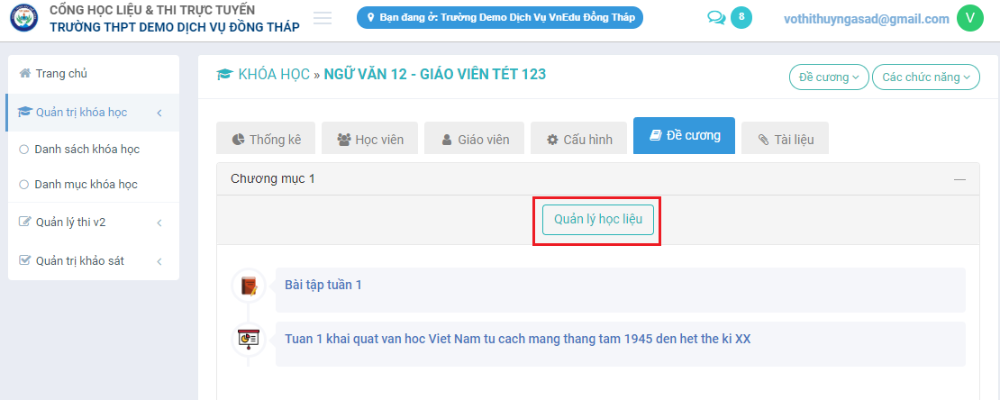 CỔNG HỌC LIỆU & THI TRỰC TUYẾN
TRƯỜNG THPT DEMO DỊCH VỤ ĐỒNG THÁP
Bạn đang ở: Trường Demo Dịch Vụ VnEdu Đồng Tháp
8
vothithuyngasad@gmail.com
V
Trang chủ
Quản trị khóa học
Danh sách khóa học
Danh mục khóa học
Quản lý thi v2
Quản trị khảo sát
KHÓA HỌC » NGỮ VĂN 12 - GIÁO VIÊN TÉT 123
Đề cương
Các chức năng
Thống kê
Học viên
Giáo viên
Cấu hình
Đề cương
Tài liệu
Chương mục 1
Quản lý học liệu
Bài tập tuần 1
Tuan 1 khai quat van hoc Viet Nam tu cach mang thang tam 1945 den het the ki XX